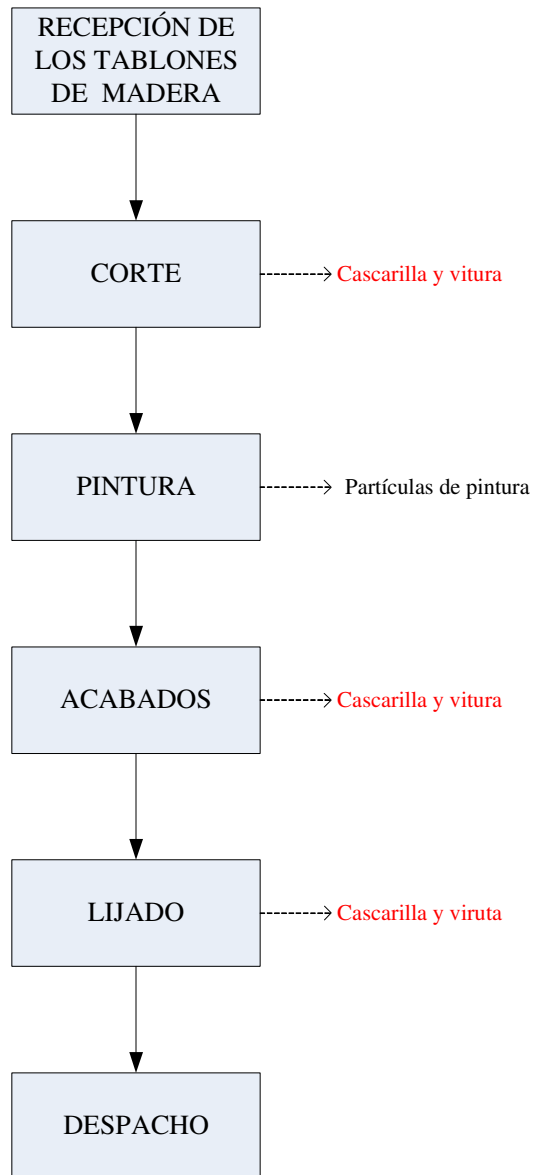 RECEPCIÓN DE
LOS TABLONES
DE MADERA
CORTE
Cascarilla y vitura
PINTURA
Partículas de pintura
ACABADOS
Cascarilla y vitura
LIJADO
Cascarilla y viruta
DESPACHO